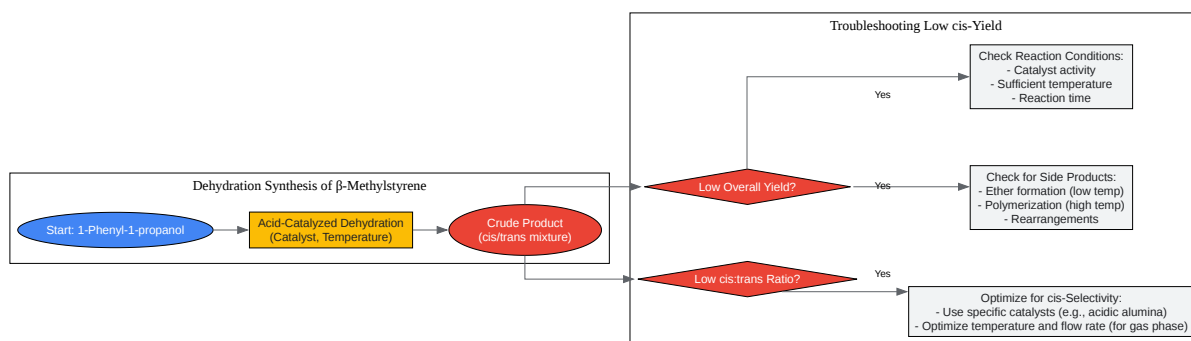 Troubleshooting Low cis-Yield
Check Reaction Conditions:
- Catalyst activity
- Sufficient temperature
- Reaction time
Yes
Dehydration Synthesis of β-Methylstyrene
Start: 1-Phenyl-1-propanol
Acid-Catalyzed Dehydration
(Catalyst, Temperature)
Crude Product
(cis/trans mixture)
Low Overall Yield?
Yes
Check for Side Products:
- Ether formation (low temp)
- Polymerization (high temp)
- Rearrangements
Low cis:trans Ratio?
Yes
Optimize for cis-Selectivity:
- Use specific catalysts (e.g., acidic alumina)
- Optimize temperature and flow rate (for gas phase)